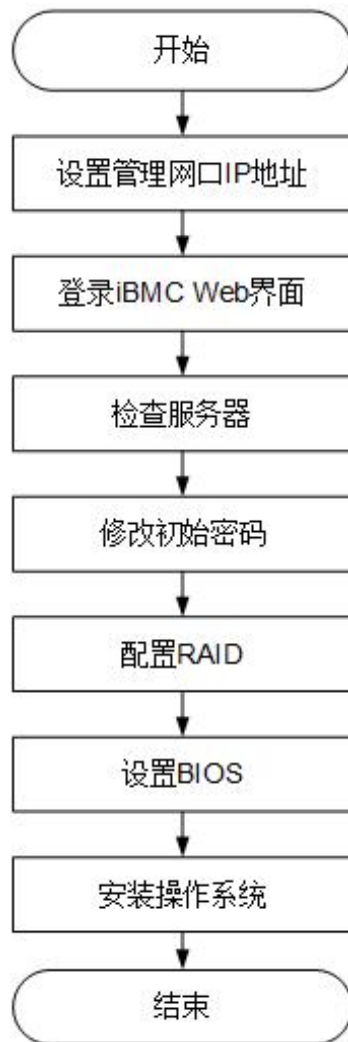 开始
设置管理网口IP地址
登录iBMC Web界面
检查服务器
修改初始密码
配置RAID
设置BIOS
安装操作系统
结束